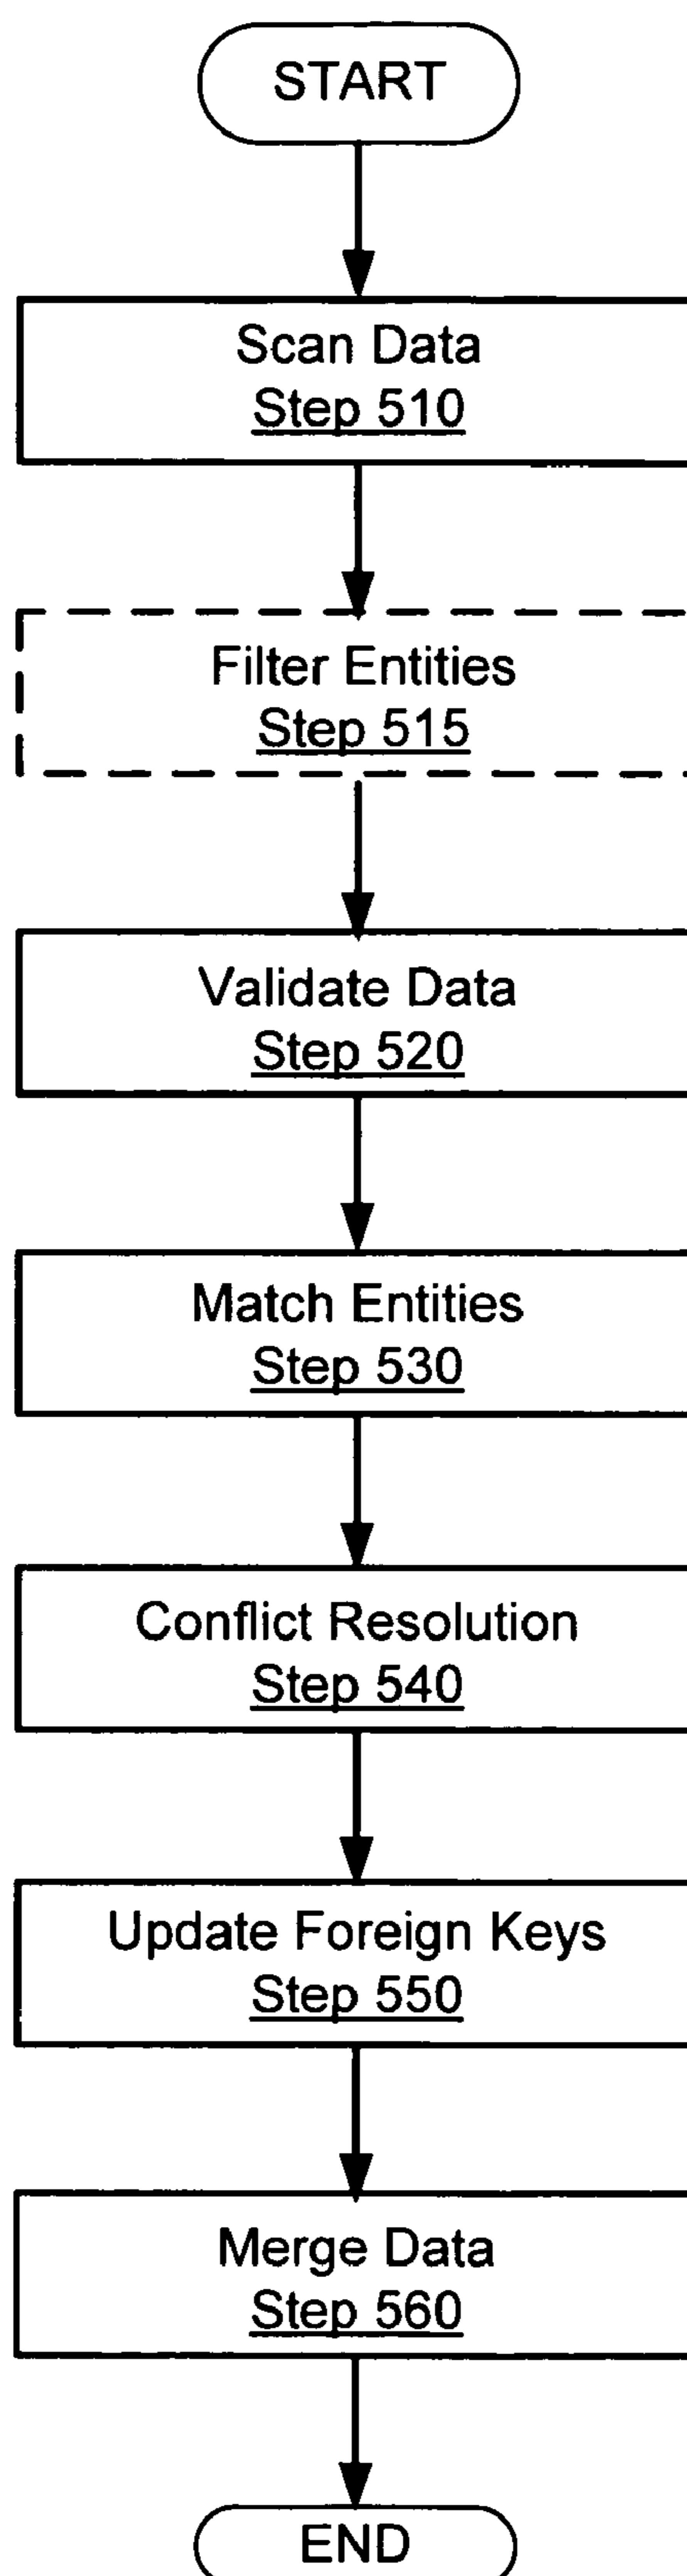 START
Scan Data
Step 510
Filter Entities
Step 515
Validate Data
Step 520
Match Entities
Step 530
Conflict Resolution
Step 540
Update Foreign Keys
Step 550
Merge Data
Step 560
END